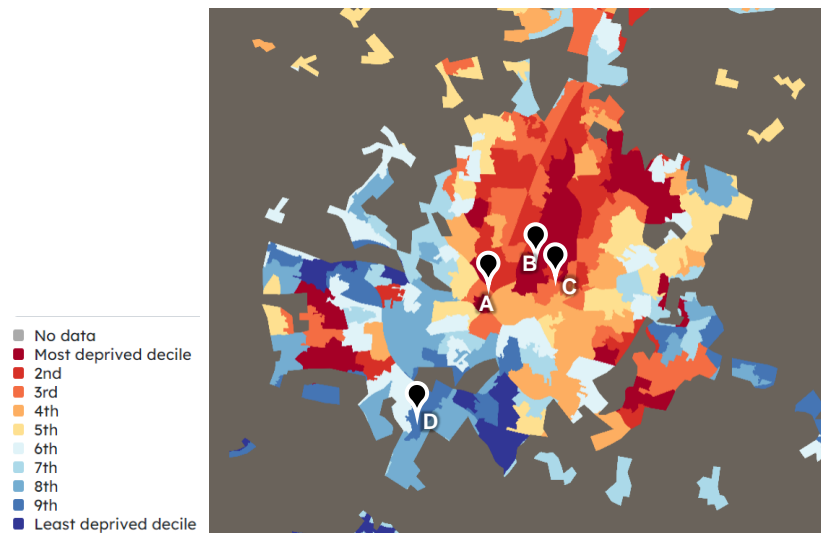 B
C
A
No data
Most deprived decile
2nd
3rd
4th
5th
6th
7th
8th
9th
Least deprived decile
D